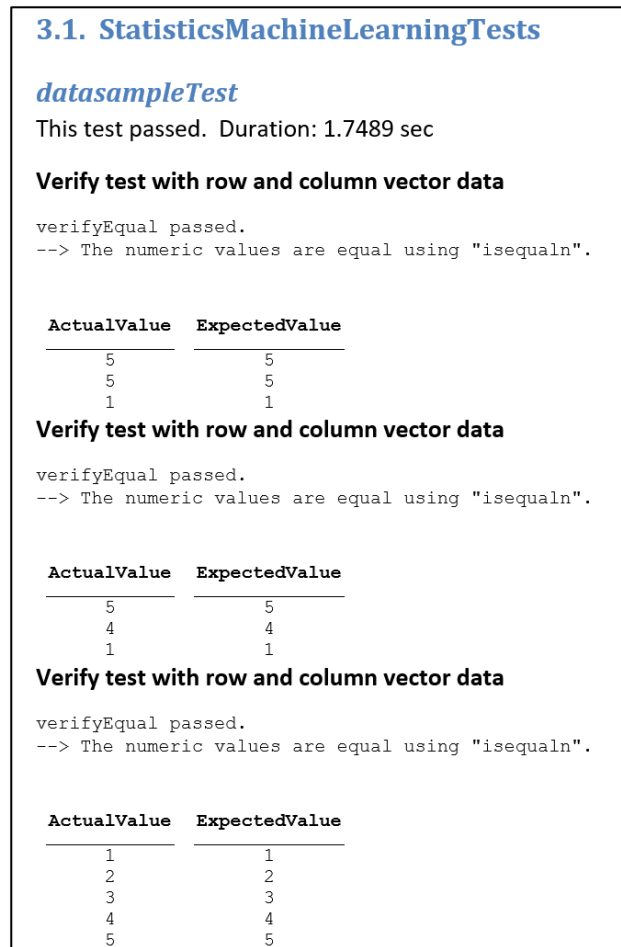 3.1. StatisticsMachineLearningTests
datasampleTest
This test passed. Duration: 1.7489 sec
Verify test with row and column vector data
verifyEqual passed.
--> The numeric values are equal using "isequaln".
ActualValue ExpectedValue
5 5
5 5
1 1
Verify test with row and column vector data
verifyEqual passed.
--> The numeric values are equal using "isequaln".
ActualValue ExpectedValue
5 5
4 4
1 1
Verify test with row and column vector data
verifyEqual passed.
--> The numeric values are equal using "isequaln".
ActualValue ExpectedValue
1 1
2 2
3 3
4 4
5 5